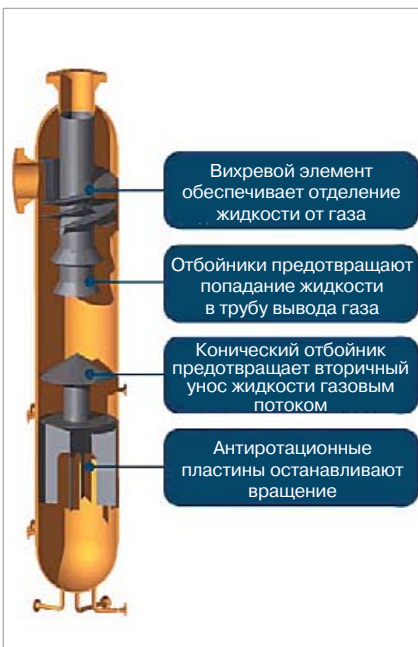 Вихревой элемент
обеспечивает отделение
жидкости от газа
Отбойники предотвращают
попадание жидкости
в трубу вывода газа
Конический отбойник
предотвращает вторичный
унос жидкости газовым
потоком
Антиротационные
пластины останавливают
вращение